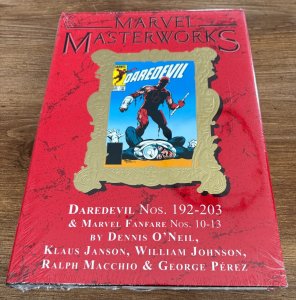 MARVEL
MASTERWORKS
DAREDEVIL
DAREDEVIL NOS. 192-203
& MARVEL FANFARE NOS. 10-13
BY DENNIS O'NEIL,
KLAUS JANSON, WILLIAM JOHNSON,
RALPH MACCHIO & GEORGE PÉREZ